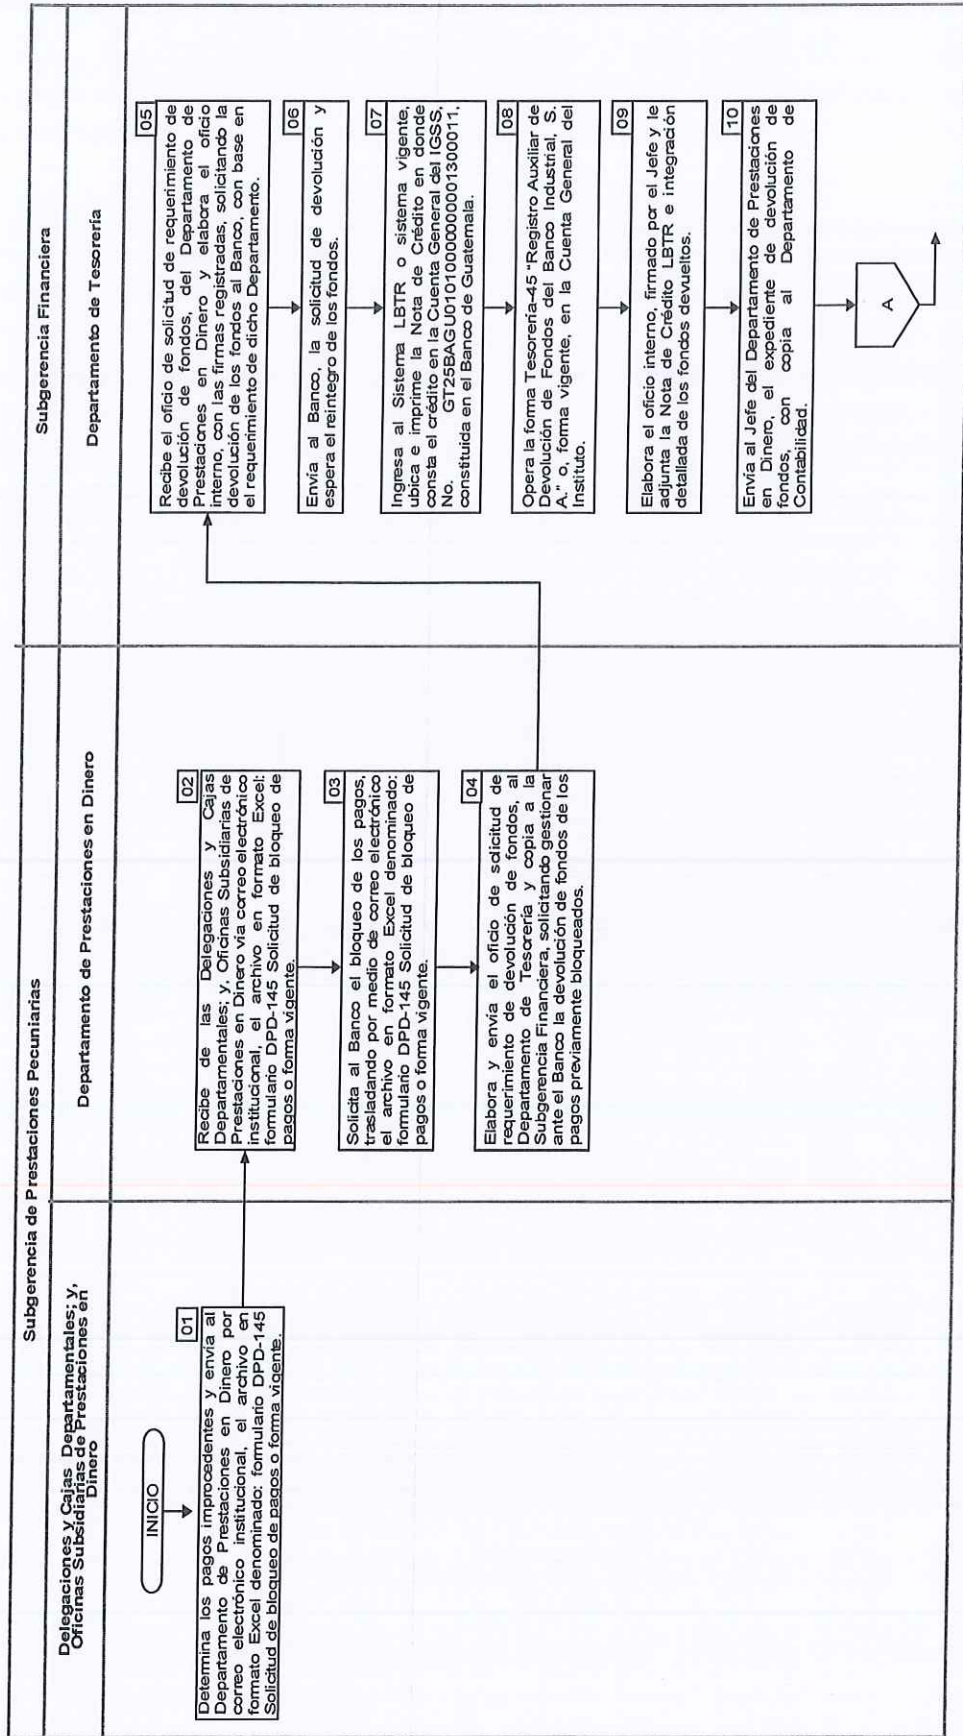 Subgerencia de Prestaciones Pecuniarias
Subgerencia Financiera
Delegaciones y Cajas Departamentales; y,
Oficinas Subsidiarias de Prestaciones en
Dinero
Departamento de Prestaciones en Dinero
Departamento de Tesorería
INICIO
01
Determina los pagos improcedentes y envía al
Departamento de Prestaciones en Dinero por
correo electrónico institucional, el archivo en
formato Excel denominado: formulario DPD-145
Solicitud de bloqueo de pagos o forma vigente.
02
Recibe de las Delegaciones y Cajas
Departamentales; y, Oficinas Subsidiarias de
Prestaciones en Dinero vía correo electrónico
institucional, el archivo en formato Excel:
formulario DPD-145 Solicitud de bloqueo de
pagos o forma vigente.
03
Solicita al Banco el bloqueo de los pagos,
trasladando por medio de correo electrónico
el archivo en formato Excel denominado:
formulario DPD-145 Solicitud de bloqueo de
pagos o forma vigente.
04
Elabora y envía el oficio de solicitud de
requerimiento de devolución de fondos, al
Departamento de Tesorería y copia a la
Subgerencia Financiera, solicitando gestionar
ante el Banco la devolución de fondos de los
pagos previamente bloqueados.
05
Recibe el oficio de solicitud de requerimiento de
devolución de fondos, del Departamento de
Prestaciones en Dinero y elabora el oficio
interno, con las firmas registradas, solicitando la
devolución de los fondos al Banco, con base en
el requerimiento de dicho Departamento.
06
Envía al Banco, la solicitud de devolución y
espera el reintegro de los fondos.
07
Ingresa al Sistema LBTR o sistema vigente,
ubica e imprime la Nota de Crédito en donde
consta el crédito en la Cuenta General del IGSS,
No. GT25BAGU01010000000001300011,
constituida en el Banco de Guatemala.
08
Opera la forma Tesorería-45 "Registro Auxiliar de
Devolución de Fondos del Banco Industrial, S.
A." o, forma vigente, en la Cuenta General del
Instituto.
09
Elabora el oficio interno, firmado por el Jefe y le
adjunta la Nota de Crédito LBTR e integración
detallada de los fondos devueltos.
10
Envía al Jefe del Departamento de Prestaciones
en Dinero, el expediente de devolución de
fondos, con copia al Departamento de
Contabilidad.
A